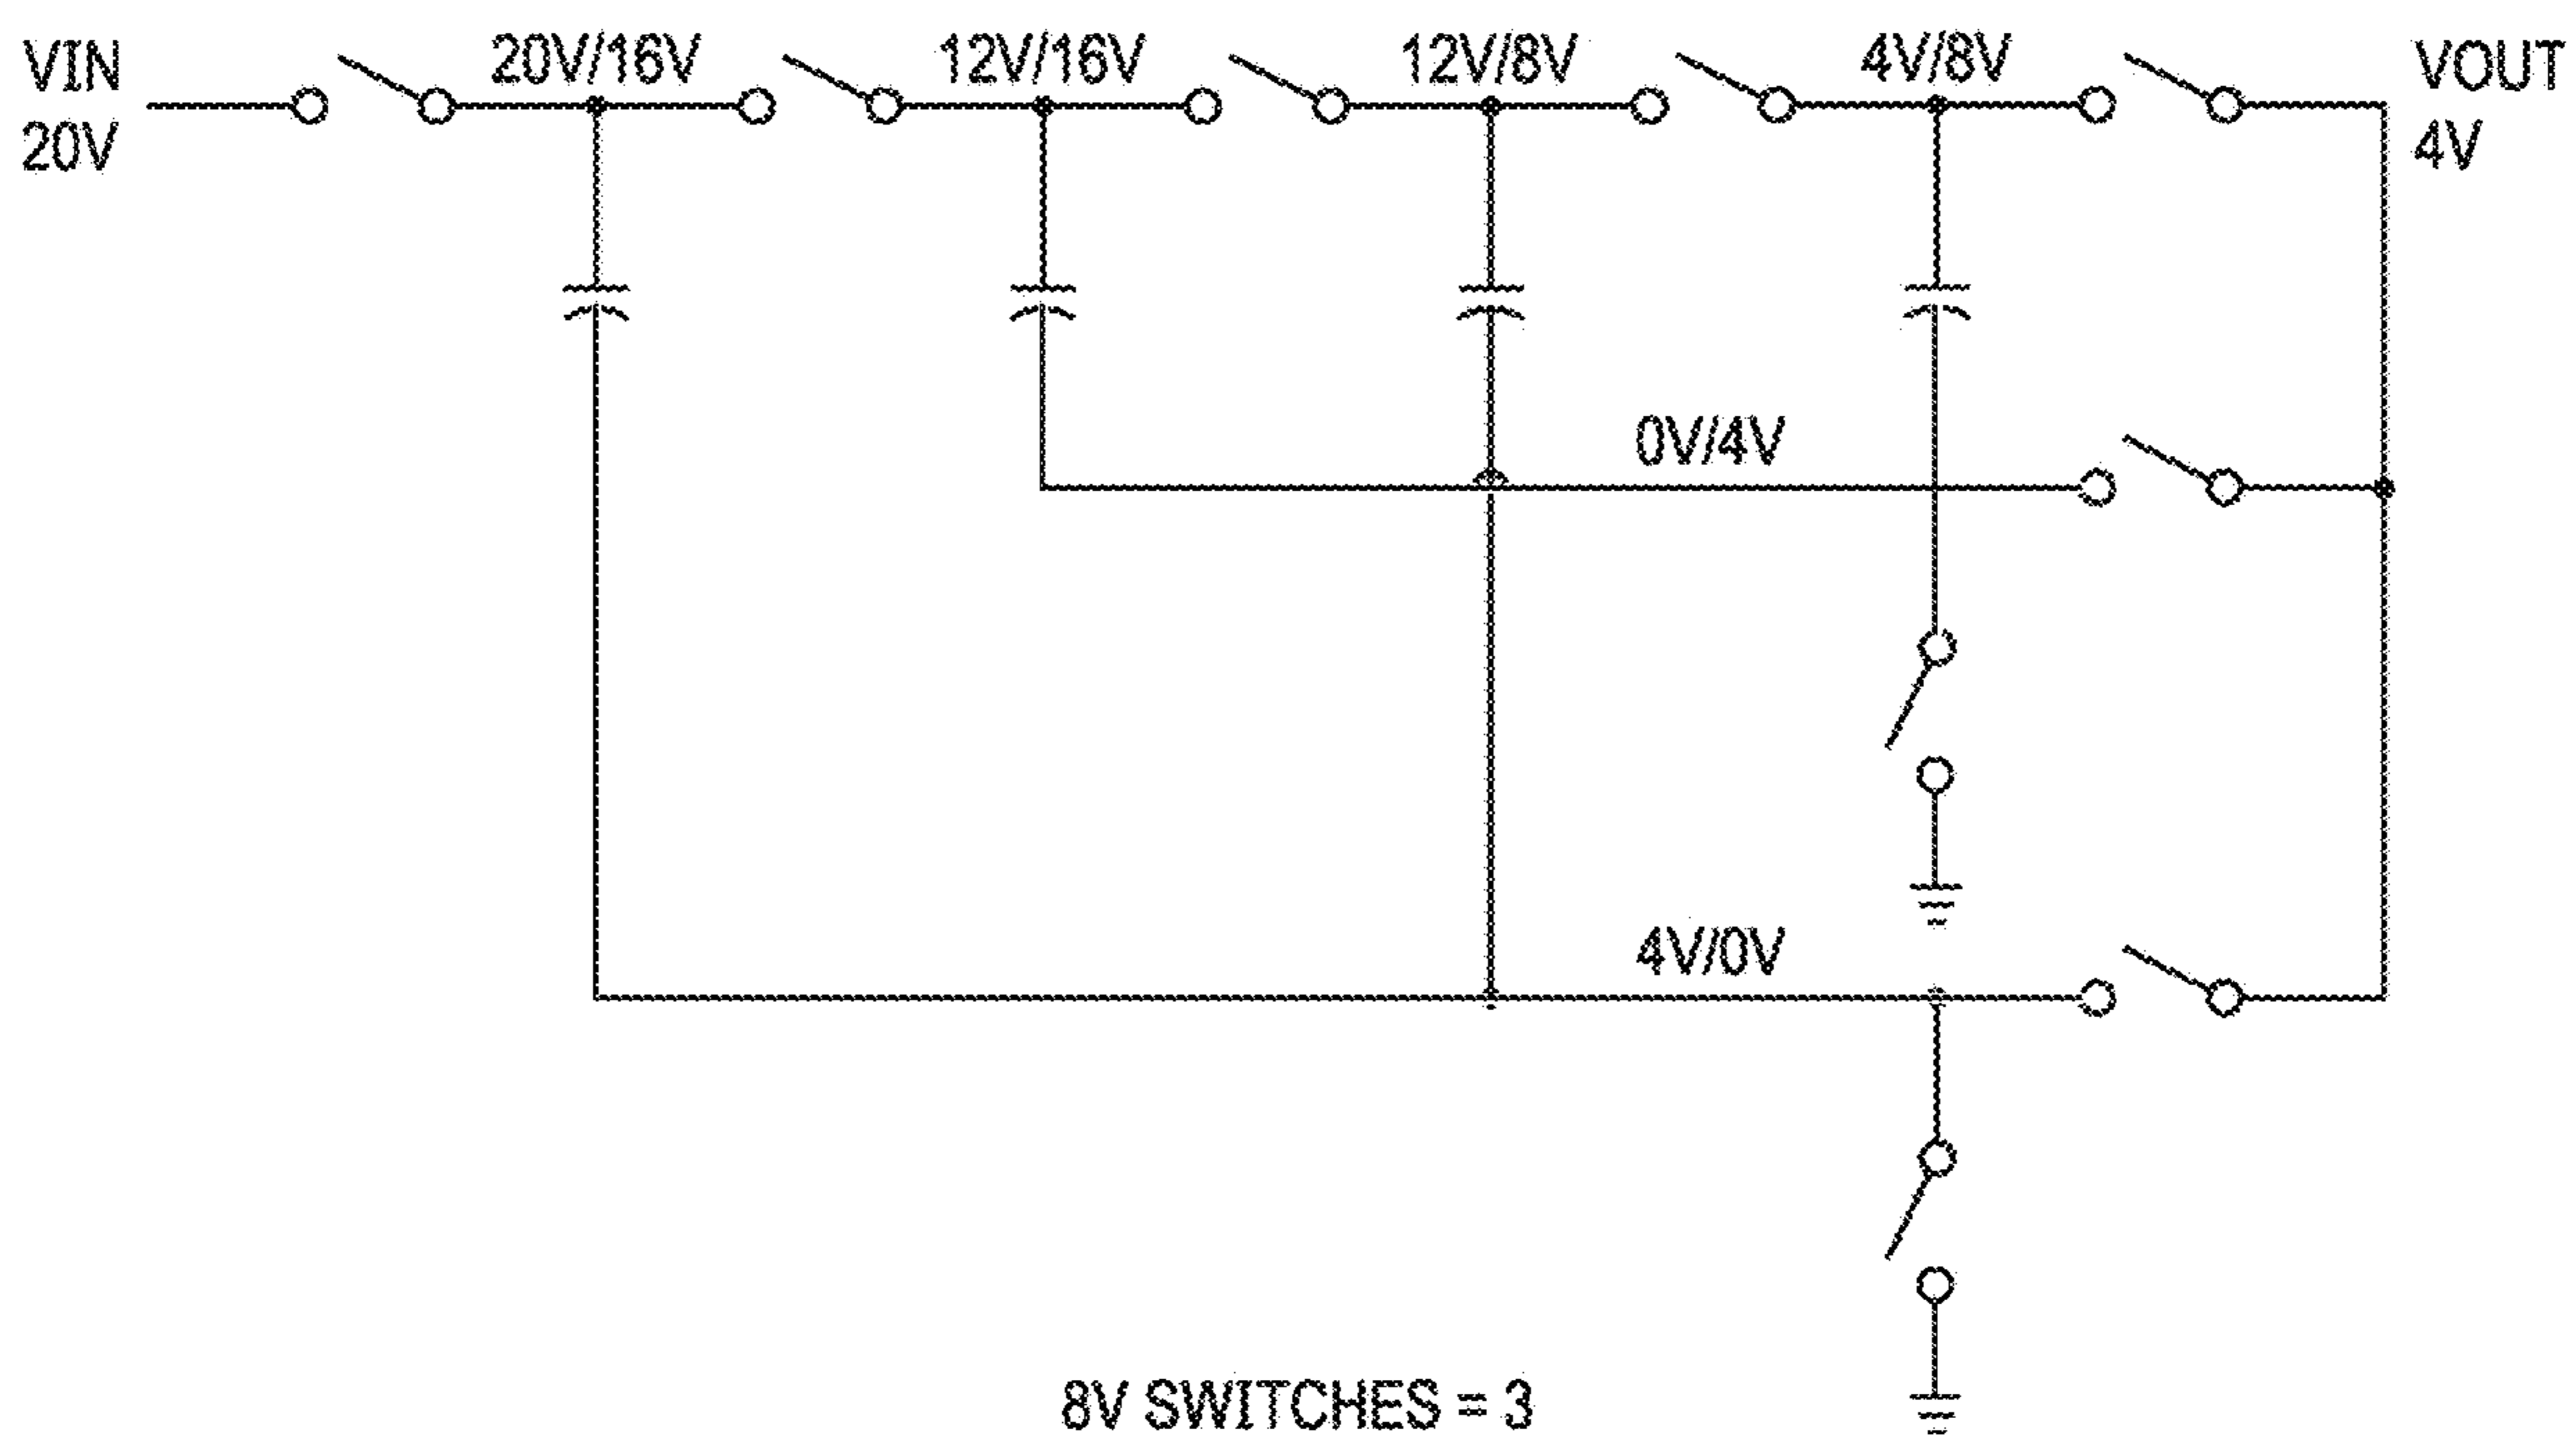 VIN
20V
20V/16V
12V/16V
12V/8V
4V/8V
VOUT
4V
0V/4V
4V/0V
8V SWITCHES = 3